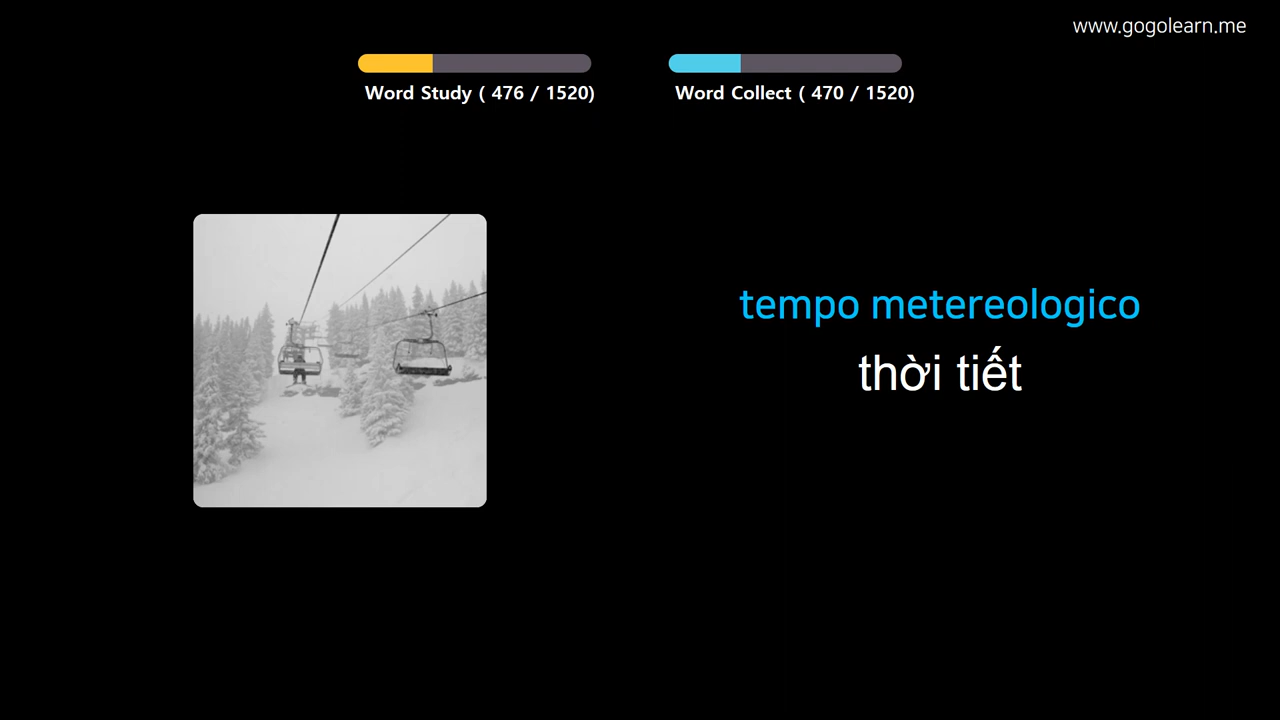 www.gogolearn.me
Word Study ( 476 / 1520)
Word Collect ( 470 / 1520)
tempo metereologico
thời tiết